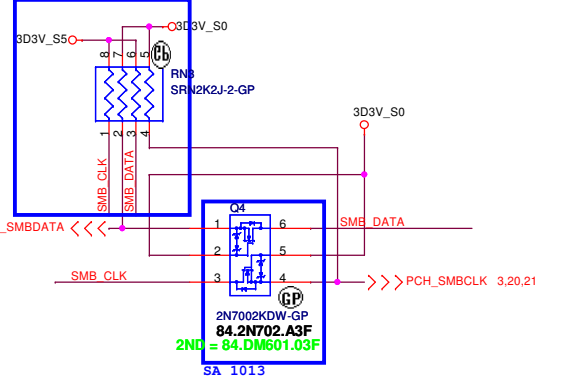 3D3V_S0
3D3V_S5
8
7
6
5
Cb
RN8
SRN2K2J-2-GP
1
2
3
4
SMB_CLK
SMB_DATA
3D3V_S0
Q4
_SMBDATA
1
6
SMB_DATA
2
5
SMB_CLK
3
4
PCH_SMBCLK 3,20,21
GP
2N7002KDW-GP
84.2N702.A3F
2ND = 84.DM601.03F
SA 1013